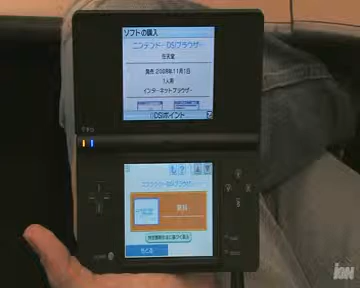 ソフトの購入
ニンテンドーDSiブラウザー
任天堂
発売 2008年11月1日
1人用
インターネットブラウザー
DSiポイント
ニンテンドーDSiブラウザー
無料
もどる
IGN